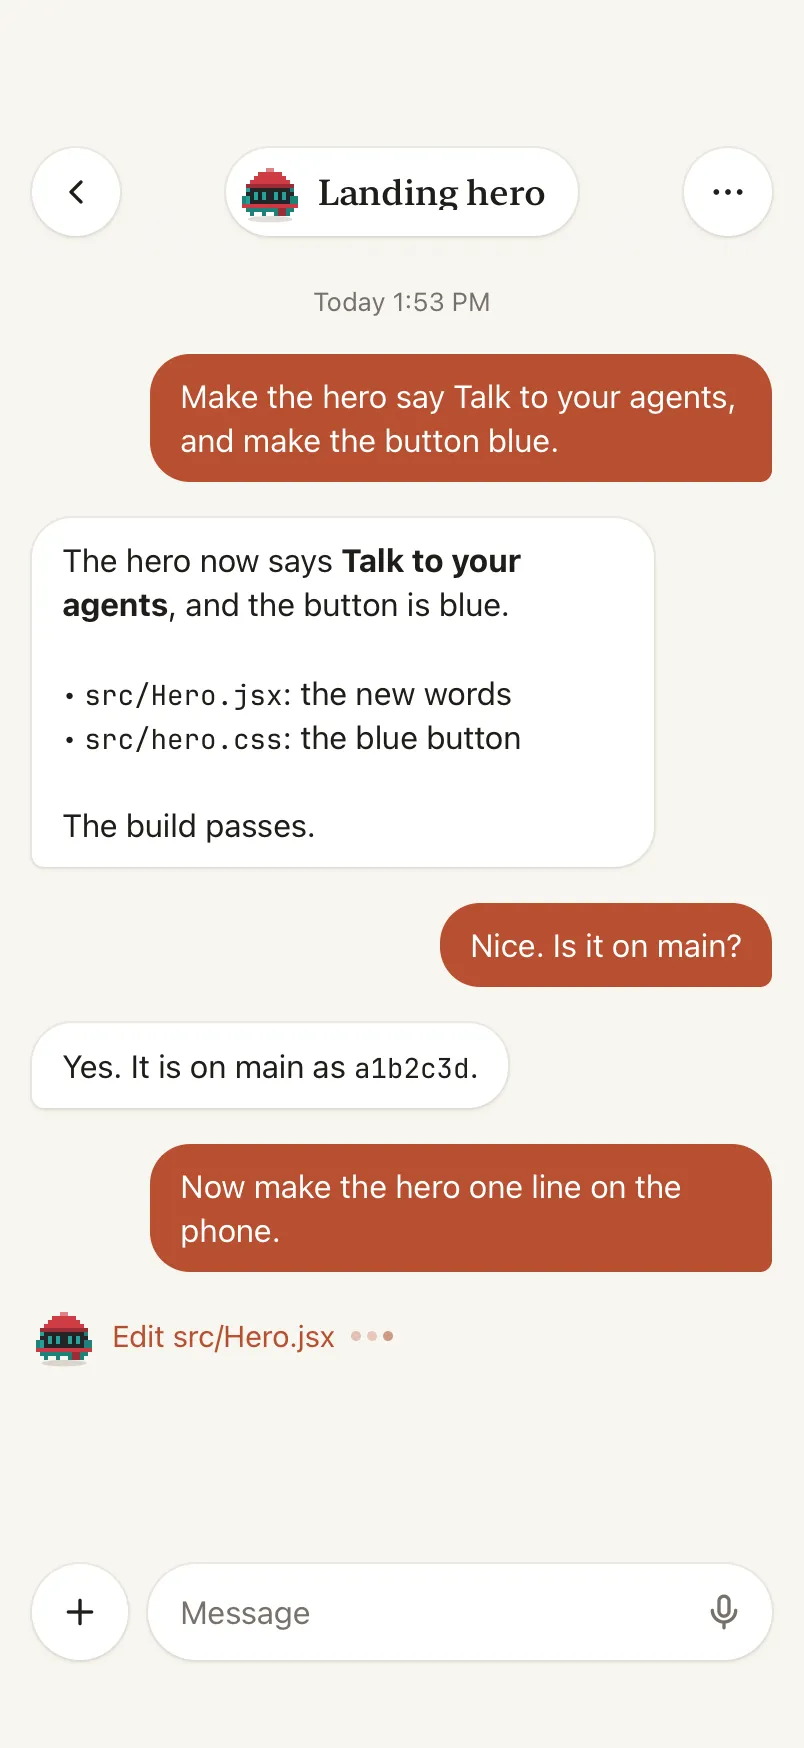 Landing hero
Today 1:53 PM
Make the hero say Talk to your agents,
and make the button blue.
The hero now says Talk to your
agents, and the button is blue.
• src/Hero.jsx: the new words
• src/hero.css: the blue button
The build passes.
Nice. Is it on main?
Yes. It is on main as a1b2c3d.
Now make the hero one line on the
phone.
Edit src/Hero.jsx
Message